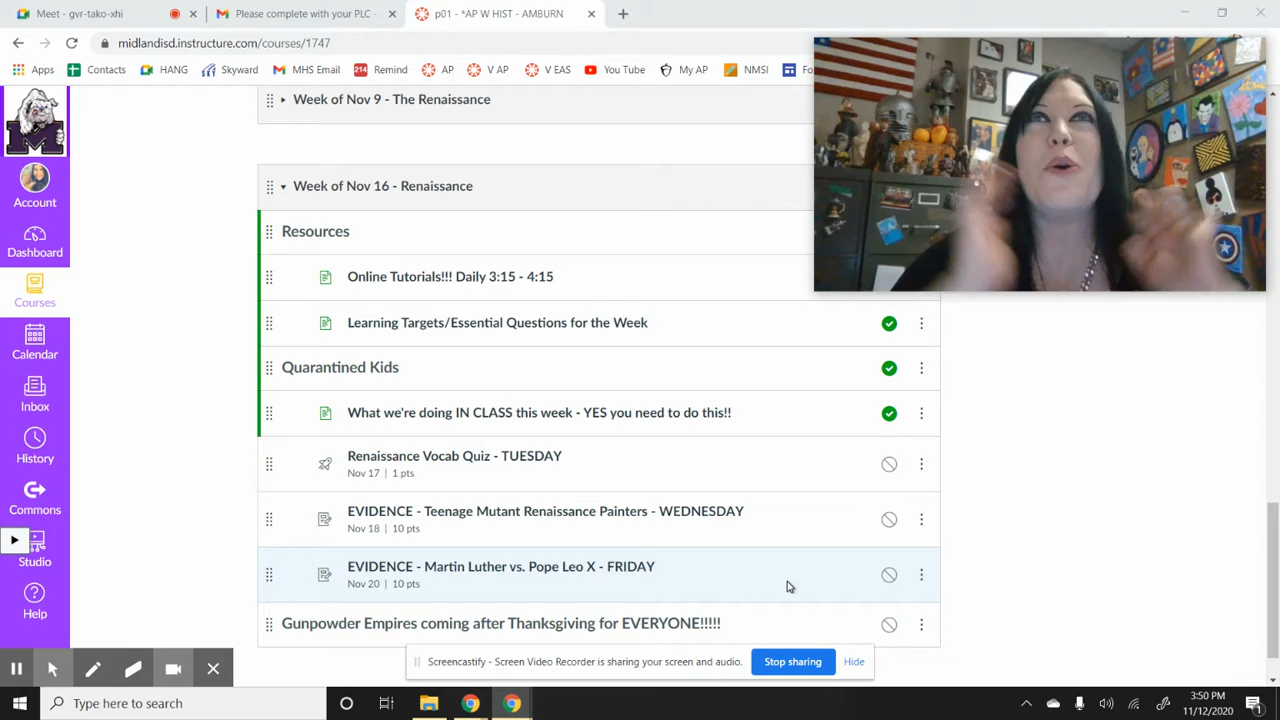 Meet - gvr-tako-xhi
Please complete with your PLC
p01 - *AP W HIST - AMBURN
midlandisd.instructure.com/courses/1747
Apps
Contacts
HANG
Skyward
MHS Email
214 Remind
AP
V AP
V EAS
You Tube
My AP
NMSI
Fo
Week of Nov 9 - The Renaissance
M
Account
Week of Nov 16 - Renaissance
Dashboard
Resources
Courses
Online Tutorials!!! Daily 3:15 - 4:15
Calendar
Learning Targets/Essential Questions for the Week
Inbox
Quarantined Kids
What we're doing IN CLASS this week - YES you need to do this!!
History
Renaissance Vocab Quiz - TUESDAY
Nov 17 | 1 pts
Commons
EVIDENCE - Teenage Mutant Renaissance Painters - WEDNESDAY
Nov 18 | 10 pts
Studio
EVIDENCE - Martin Luther vs. Pope Leo X - FRIDAY
Nov 20 | 10 pts
Help
Gunpowder Empires coming after Thanksgiving for EVERYONE!!!!!
Screencastify - Screen Video Recorder is sharing your screen and audio.
Stop sharing
Hide
Type here to search
3:50 PM
11/12/2020
1